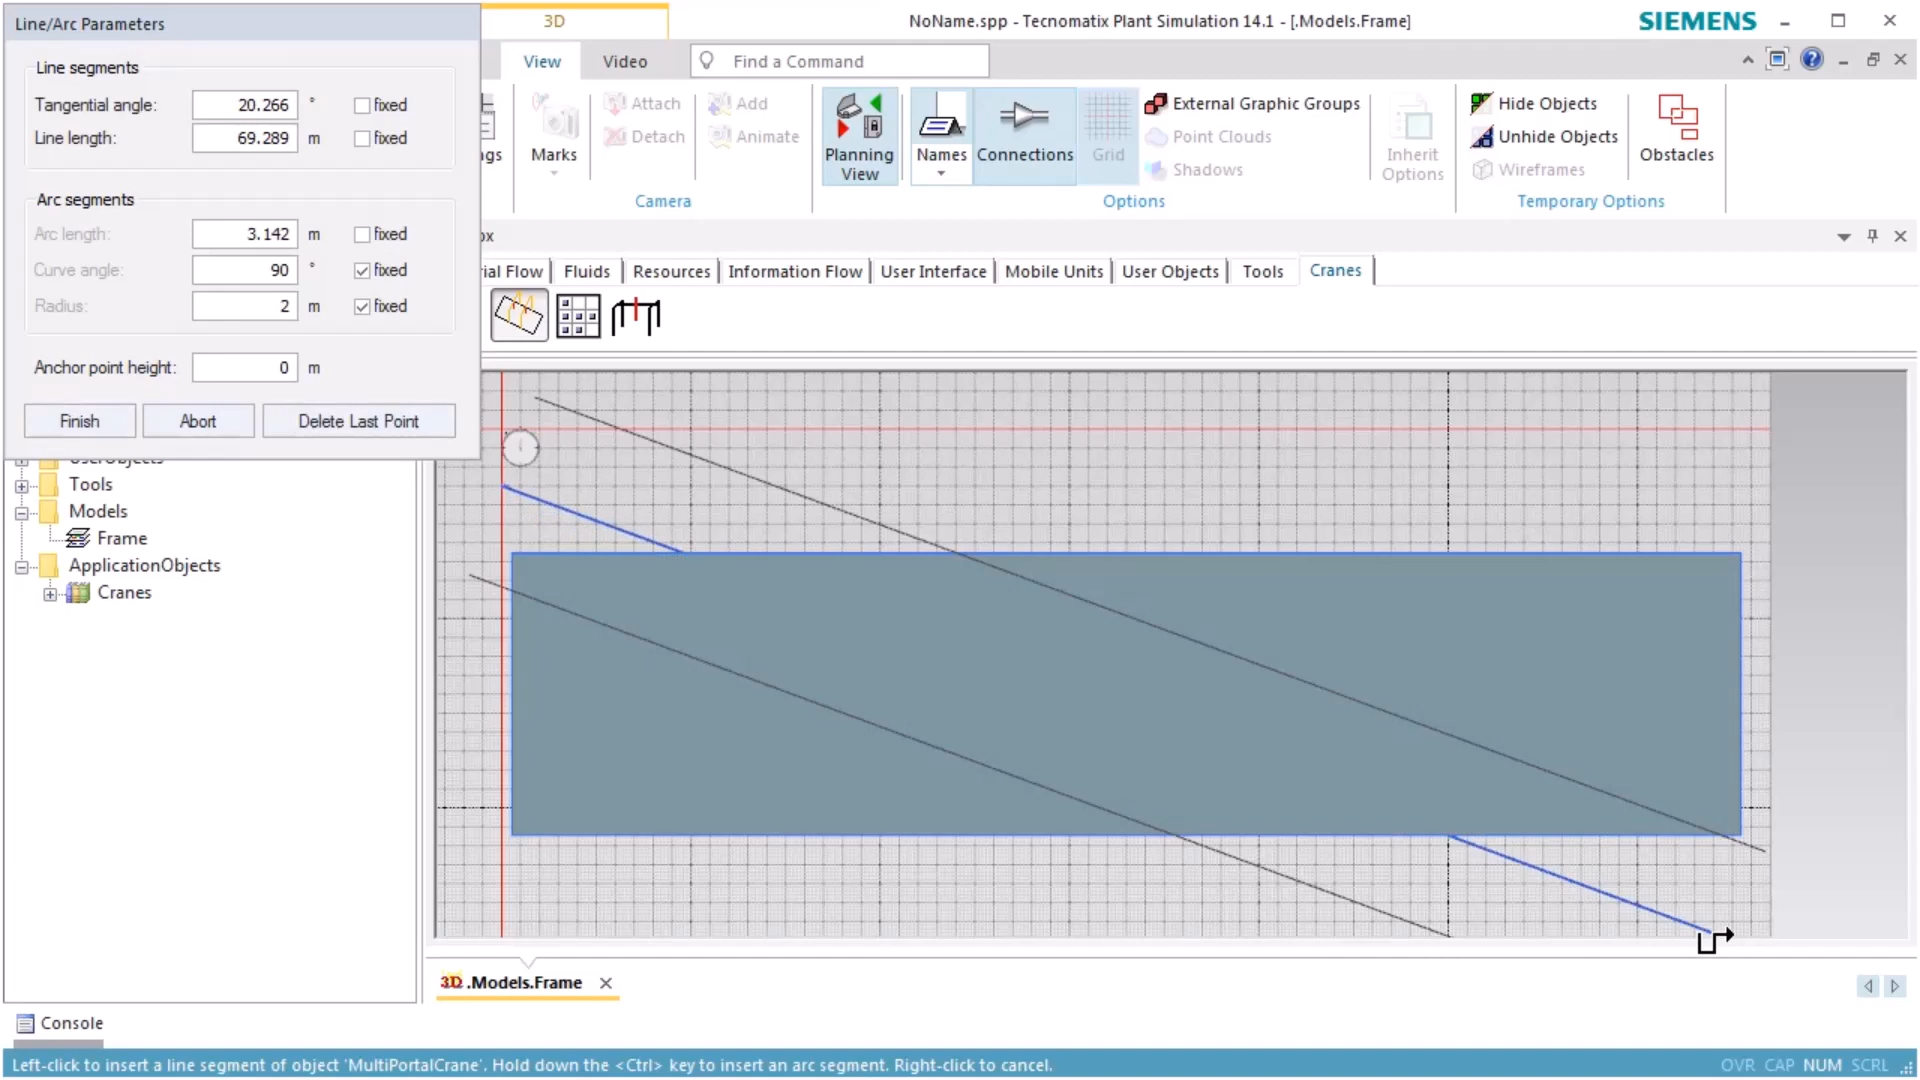 Line/Arc Parameters
3D
NoName.spp - Tecnomatix Plant Simulation 14.1 - [.Models.Frame]
SIEMENS
View
Video
Find a Command
Line segments
Tangential angle:
20.266
°
fixed
Line length:
69.289
m
fixed
Arc segments
Arc length:
3.142
m
fixed
Curve angle:
90
°
fixed
Radius:
2
m
fixed
Anchor point height:
0
m
Finish
Abort
Delete Last Point
Marks
Attach
Detach
Add
Animate
Camera
Planning
View
Names
Connections
Grid
External Graphic Groups
Point Clouds
Shadows
Options
Inherit
Options
Hide Objects
Unhide Objects
Wireframes
Obstacles
Temporary Options
Fluids
Resources
Information Flow
User Interface
Mobile Units
User Objects
Tools
Cranes
Tools
Models
Frame
ApplicationObjects
Cranes
3D .Models.Frame
Console
Left-click to insert a line segment of object 'MultiPortalCrane'. Hold down the <Ctrl> key to insert an arc segment. Right-click to cancel.
OVR CAP NUM SCRL